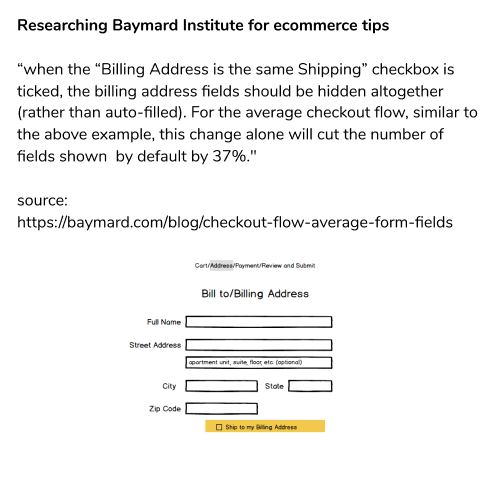 Researching Baymard Institute for ecommerce tips
“when the “Billing Address is the same Shipping” checkbox is
ticked, the billing address fields should be hidden altogether
(rather than auto-filled). For the average checkout flow, similar to
the above example, this change alone will cut the number of
fields shown  by default by 37%."
source:
https://baymard.com/blog/checkout-flow-average-form-fields
Cart/Address/Payment/Review and Submit
Bill to/Billing Address
Full Name
Street Address
apartment unit, suite, floor, etc. (optional)
City State
Zip Code
Ship to my Billing Address